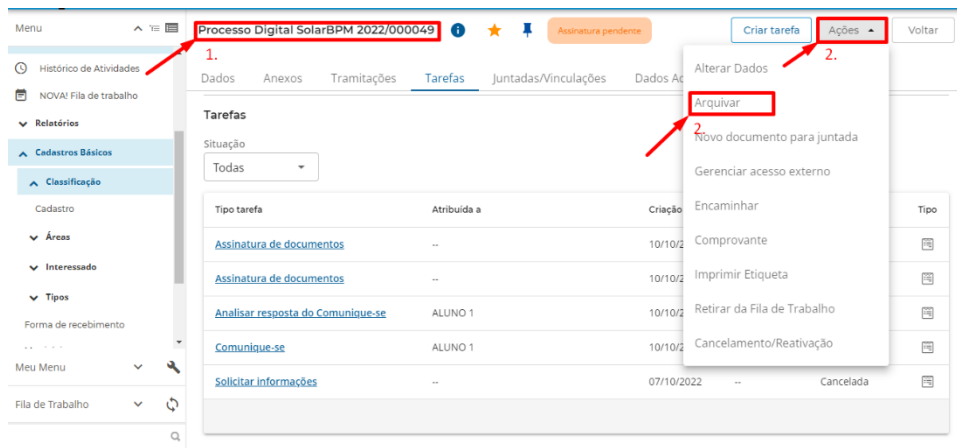 Menu
Histórico de Atividades
NOVA! Fila de trabalho
Relatórios
Cadastros Básicos
Classificação
Cadastro
Áreas
Interessado
Tipos
Forma de recebimento
Meu Menu
Fila de Trabalho
Processo Digital SolarBPM 2022/000049
Assinatura pendente
Criar tarefa
Ações
Voltar
1.
2.
Dados Anexos Tramitações Tarefas Juntadas/Vinculações Dados
Alterar Dados
Arquivar
2.
Novo documento para juntada
Gerenciar acesso externo
Encaminhar
Comprovante
Imprimir Etiqueta
Retirar da Fila de Trabalho
Cancelamento/Reativação
Tarefas
Situação
Todas
Tipo tarefa Atribuída a Criação Tipo
Assinatura de documentos -- 10/10/2
Assinatura de documentos -- 10/10/2
Analisar resposta do Comunique-se ALUNO 1 10/10/2
Comunique-se ALUNO 1 10/10/2
Solicitar informações -- 07/10/2022 -- Cancelada